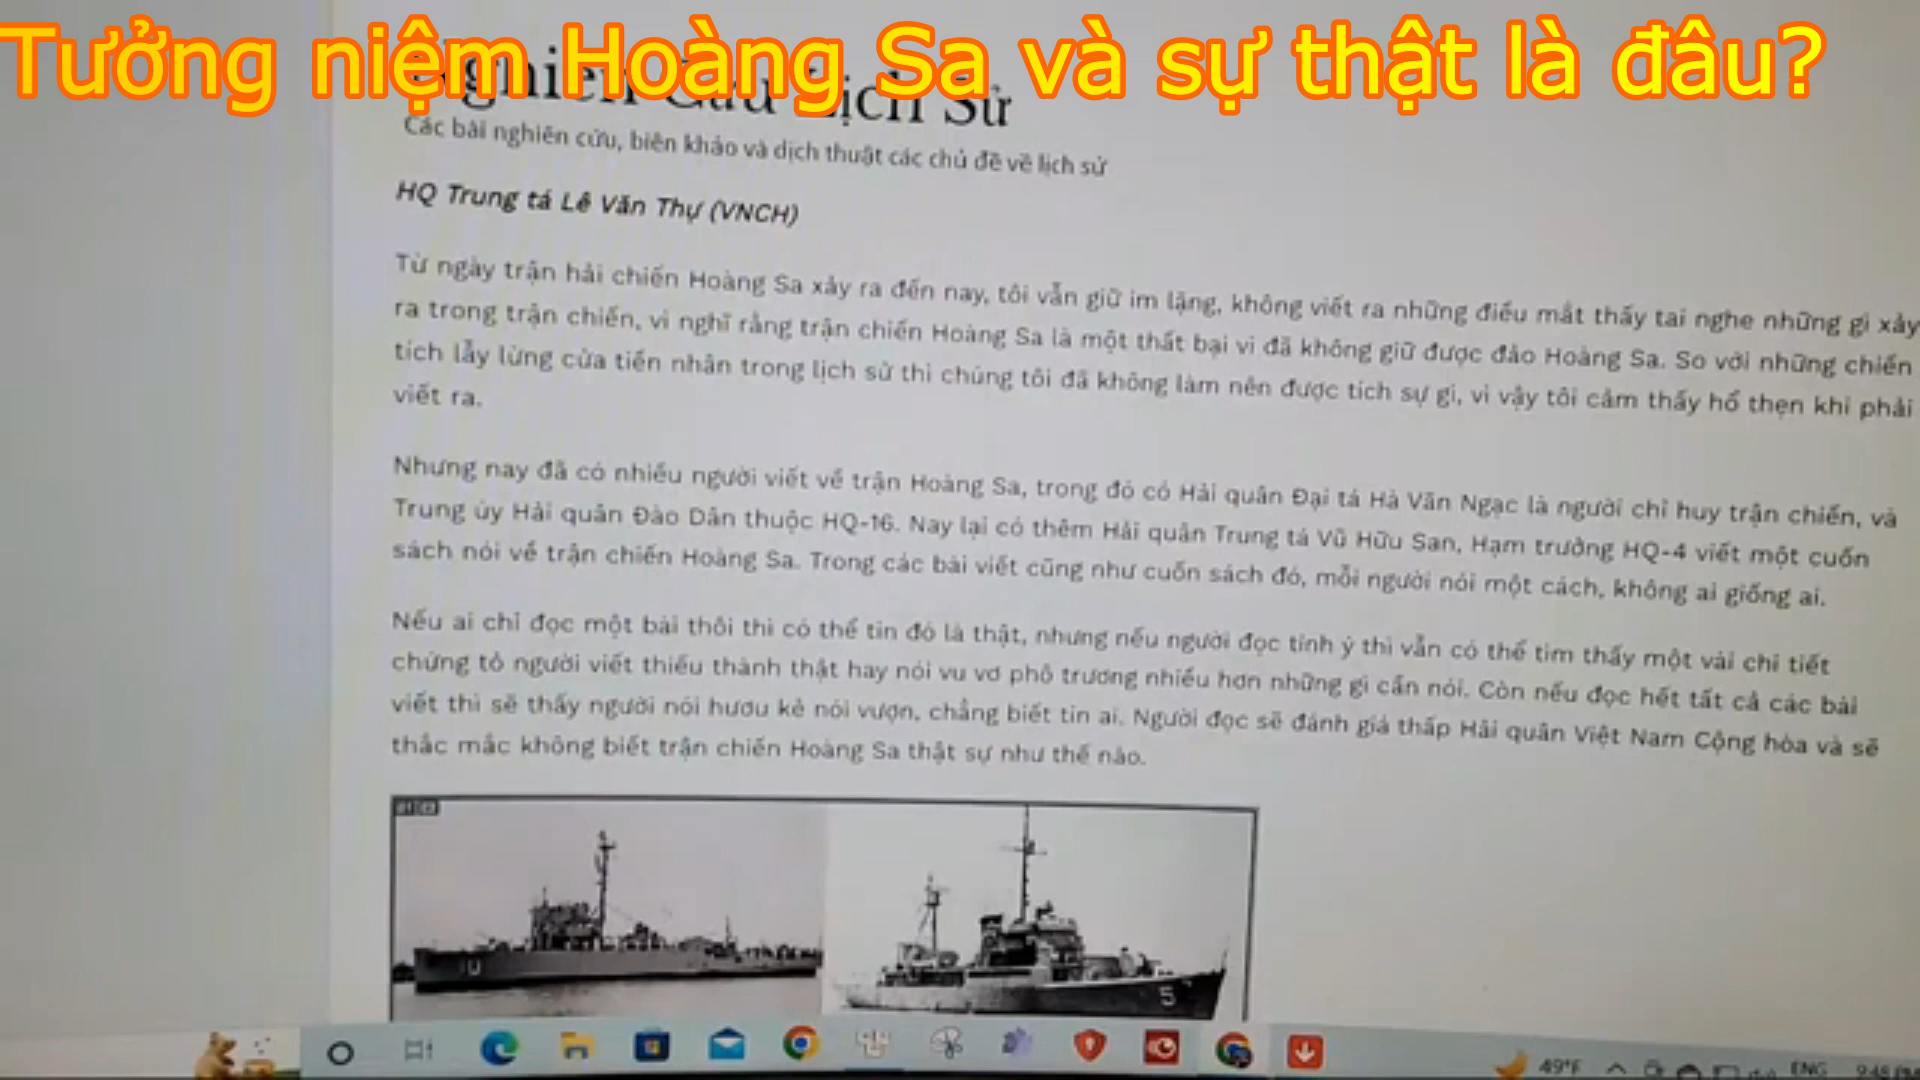 Tưởng niệm Hoàng Sa và sự thật là đâu?
Nghiên Cứu Lịch Sử
Các bài nghiên cứu, biên khảo và dịch thuật các chủ đề về lịch sử
HQ Trung tá Lê Văn Thự (VNCH)
Từ ngày trận hải chiến Hoàng Sa xảy ra đến nay, tôi vẫn giữ im lặng, không viết ra những điều mắt thấy tai nghe những gì xảy
ra trong trận chiến, vì nghĩ rằng trận chiến Hoàng Sa là một thất bại vì đã không giữ được đảo Hoàng Sa. So với những chiến
tích lẫy lừng của tiền nhân trong lịch sử thì chúng tôi đã không làm nên được tích sự gì, vì vậy tôi cảm thấy hổ thẹn khi phải
viết ra.
Nhưng nay đã có nhiều người viết về trận Hoàng Sa, trong đó có Hải quân Đại tá Hà Văn Ngạc là người chỉ huy trận chiến, và
Trung úy Hải quân Đào Dân thuộc HQ-16. Nay lại có thêm Hải quân Trung tá Vũ Hữu San, Hạm trưởng HQ-4 viết một cuốn
sách nói về trận chiến Hoàng Sa. Trong các bài viết cũng như cuốn sách đó, mỗi người nói một cách, không ai giống ai.
Nếu ai chỉ đọc một bài thôi thì có thể tin đó là thật, nhưng nếu người đọc tinh ý thì vẫn có thể tìm thấy một vài chi tiết
chứng tỏ người viết thiếu thành thật hay nói vu vơ phô trương nhiều hơn những gì cần nói. Còn nếu đọc hết tất cả các bài
viết thì sẽ thấy người nói hươu kẻ nói vượn, chẳng biết tin ai. Người đọc sẽ đánh giá thấp Hải quân Việt Nam Cộng hòa và sẽ
thắc mắc không biết trận chiến Hoàng Sa thật sự như thế nào.
10
5
49°F
ENG
9:48 PM